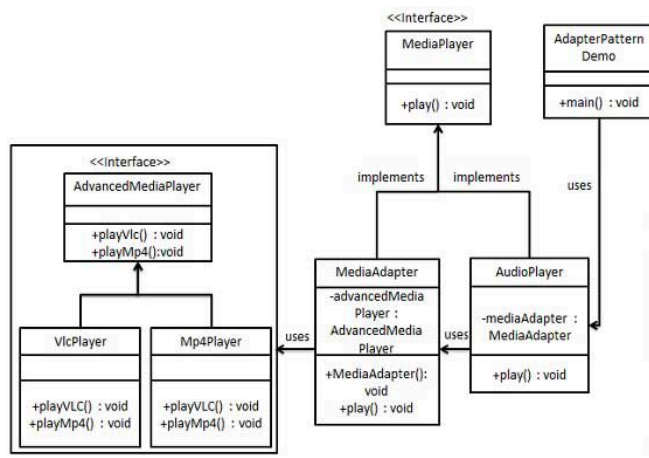 <<Interface>>
MediaPlayer
+play() : void
AdapterPattern
Demo
+main() : void
implements
implements
uses
<<Interface>>
AdvancedMediaPlayer
+playVlc() : void
+playMp4():void
VlcPlayer
+playVLC() : void
+playMp4() : void
Mp4Player
+playVLC() : void
+playMp4() : void
uses
MediaAdapter
-advancedMedia
Player :
AdvancedMedia
Player
+MediaAdapter():
void
+play() : void
uses
AudioPlayer
-mediaAdapter :
MediaAdapter
+play() : void